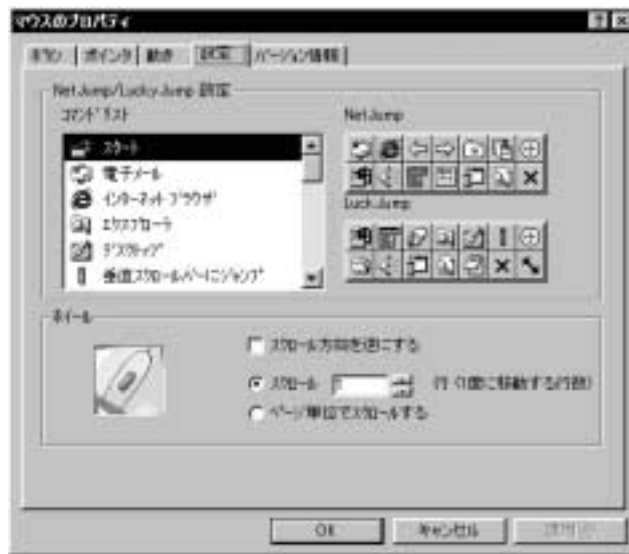 マウスのプロパティ
ボタン ポインタ 動き 設定 バージョン情報
NetJump/Lucky Jump 設定
コマンド リスト
NetJump
スタート
電子メール
インターネット ブラウザ
エクスプローラ
デスクトップ
垂直スクロールバーにジャンプ
Luck Jump
ホイール
スクロール方向を逆にする
スクロール 行 (1度に移動する行数)
ページ単位でスクロールする
OK キャンセル